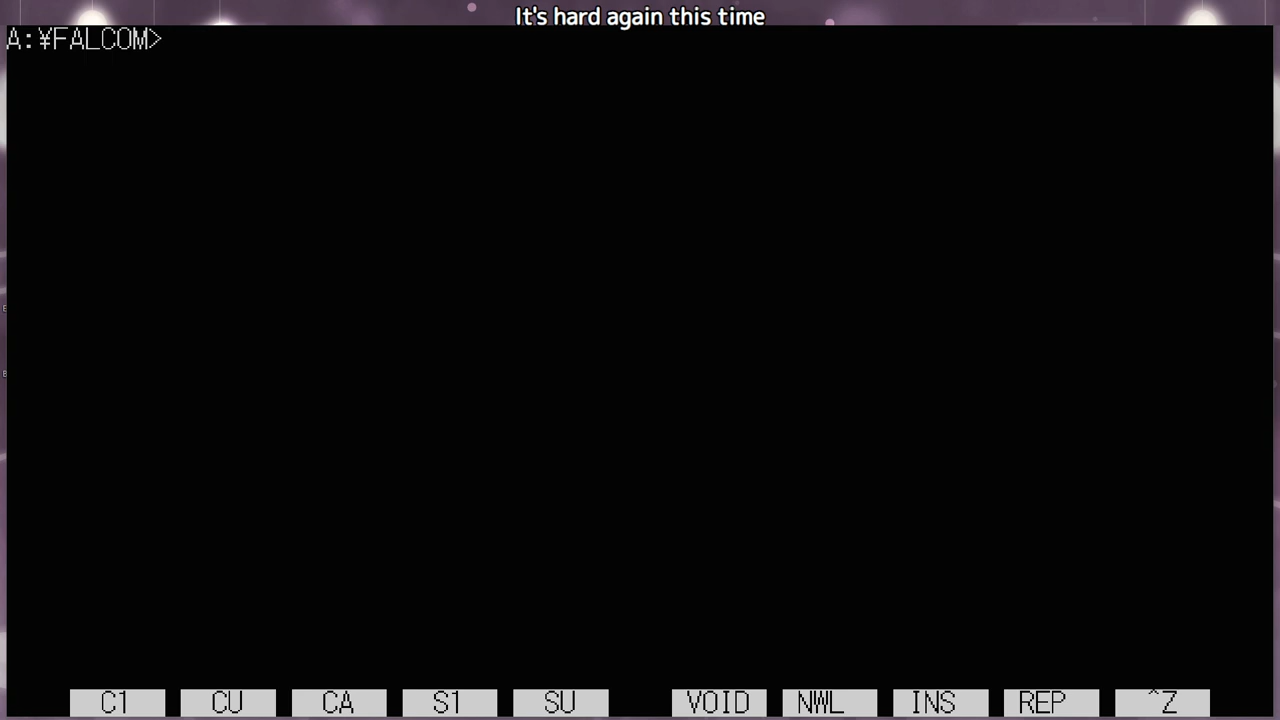 It's hard again this time
A:¥FALCOM>
C1 CU CA S1 SU VOID NWL INS REP ^Z